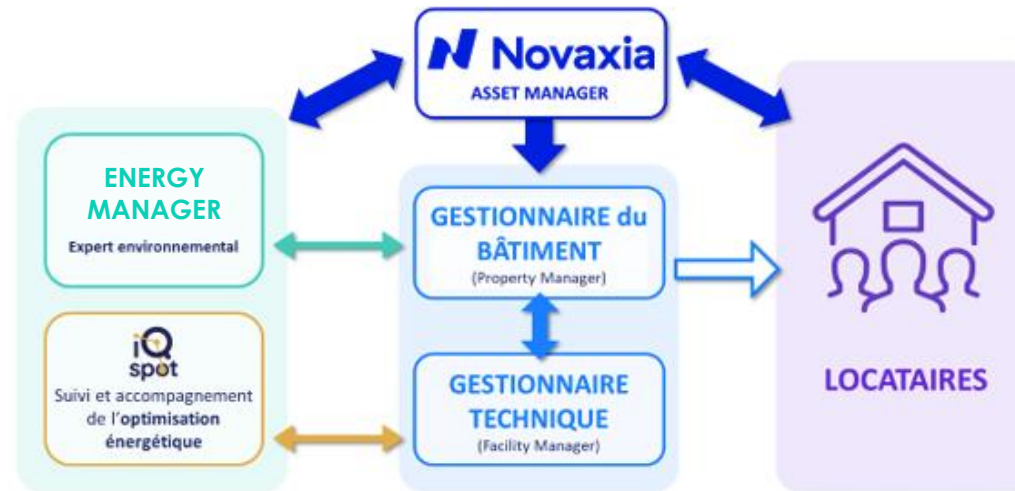 Novaxia
ASSET MANAGER
ENERGY
MANAGER
Expert environnemental
iQ
spot
Suivi et accompagnement
de l'optimisation
énergétique
GESTIONNAIRE du
BÂTIMENT
(Property Manager)
GESTIONNAIRE
TECHNIQUE
(Facility Manager)
LOCATAIRES